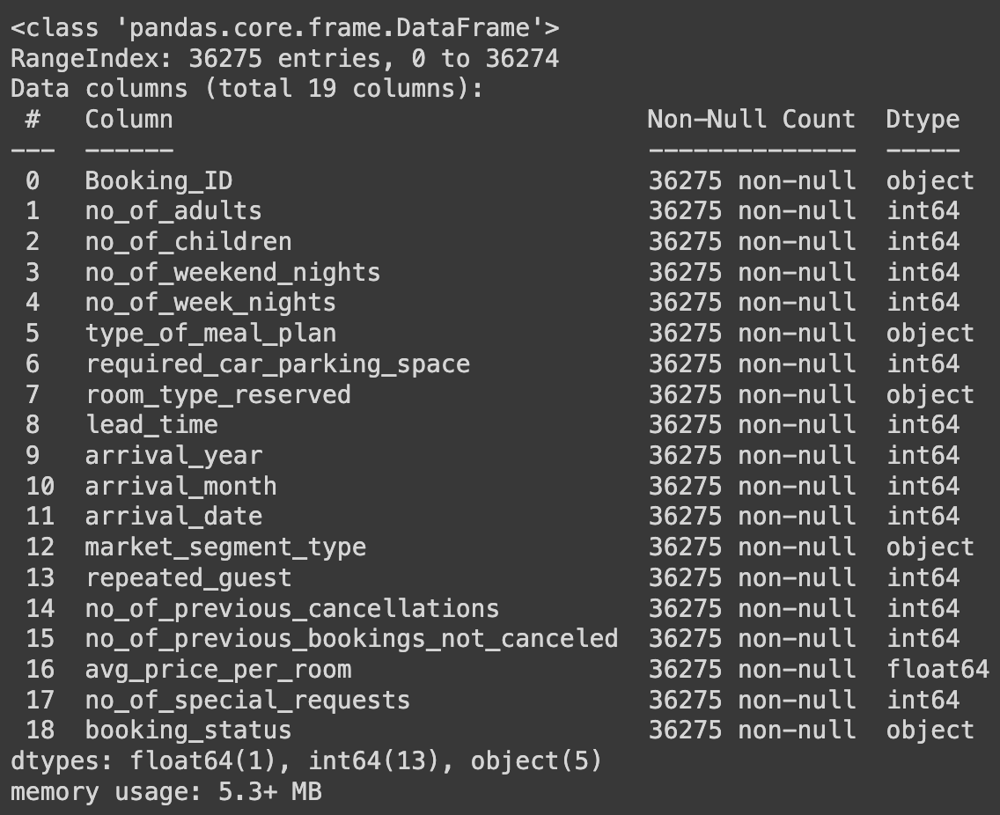 <class 'pandas.core.frame.DataFrame'>
RangeIndex: 36275 entries, 0 to 36274
Data columns (total 19 columns):
 #   Column                                Non-Null Count  Dtype
---  ------                                --------------  -----
 0   Booking_ID                            36275 non-null  object
 1   no_of_adults                          36275 non-null  int64
 2   no_of_children                        36275 non-null  int64
 3   no_of_weekend_nights                  36275 non-null  int64
 4   no_of_week_nights                     36275 non-null  int64
 5   type_of_meal_plan                     36275 non-null  object
 6   required_car_parking_space            36275 non-null  int64
 7   room_type_reserved                    36275 non-null  object
 8   lead_time                             36275 non-null  int64
 9   arrival_year                          36275 non-null  int64
 10  arrival_month                         36275 non-null  int64
 11  arrival_date                          36275 non-null  int64
 12  market_segment_type                   36275 non-null  object
 13  repeated_guest                        36275 non-null  int64
 14  no_of_previous_cancellations          36275 non-null  int64
 15  no_of_previous_bookings_not_canceled  36275 non-null  int64
 16  avg_price_per_room                    36275 non-null  float64
 17  no_of_special_requests                36275 non-null  int64
 18  booking_status                        36275 non-null  object
dtypes: float64(1), int64(13), object(5)
memory usage: 5.3+ MB